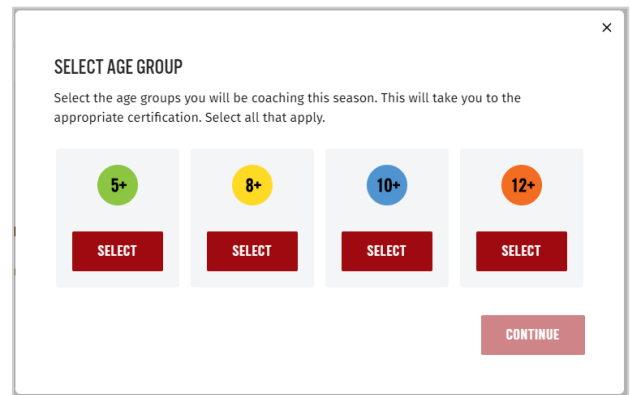 ×
SELECT AGE GROUP
Select the age groups you will be coaching this season. This will take you to the
appropriate certification. Select all that apply.
5+ 8+ 10+ 12+
SELECT SELECT SELECT SELECT
CONTINUE